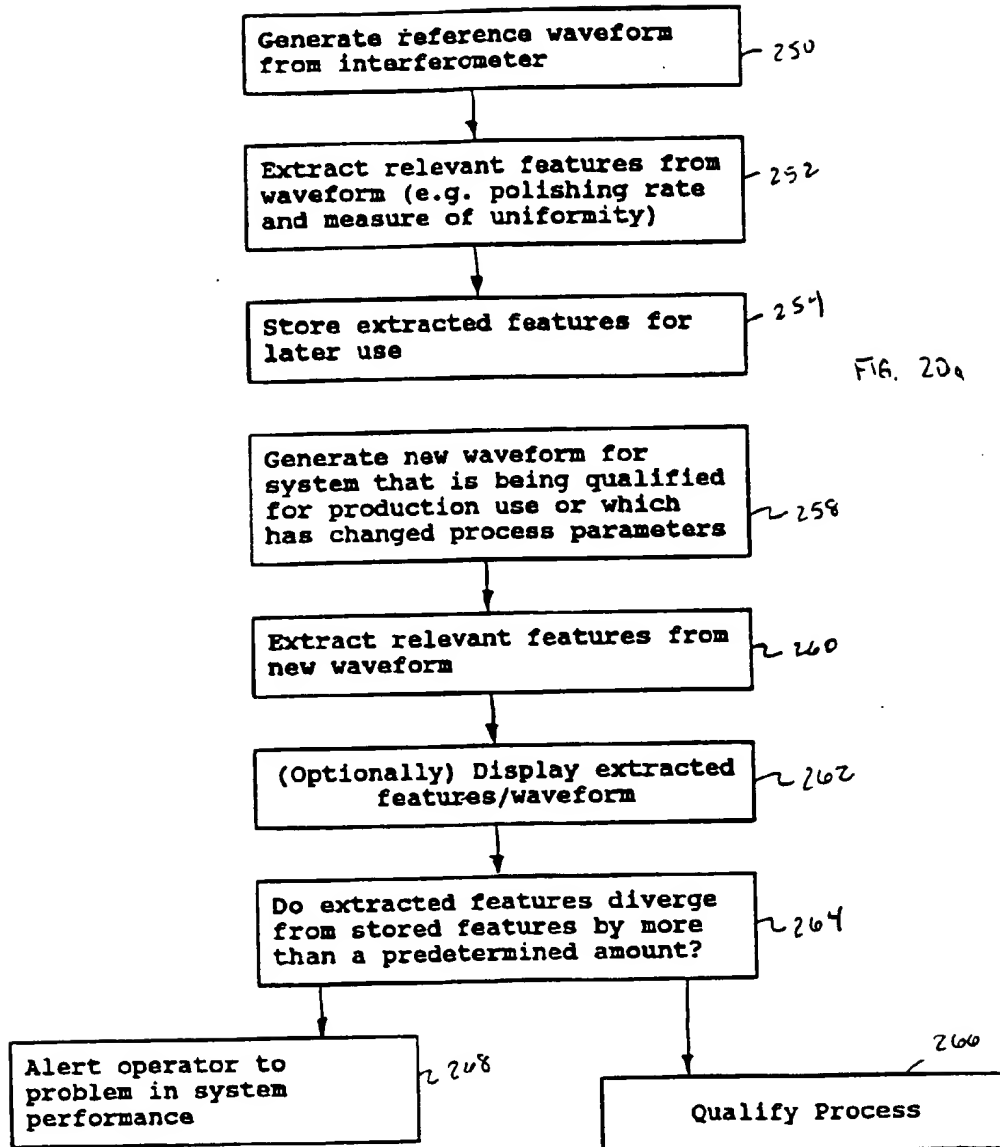 Generate reference waveform
from interferometer
250
Extract relevant features from
waveform (e.g. polishing rate
and measure of uniformity)
252
Store extracted features for
later use
254
FIG. 20a
Generate new waveform for
system that is being qualified
for production use or which
has changed process parameters
258
Extract relevant features from
new waveform
260
(Optionally) Display extracted
features/waveform
262
Do extracted features diverge
from stored features by more
than a predetermined amount?
264
Alert operator to
problem in system
performance
268
266
Qualify Process